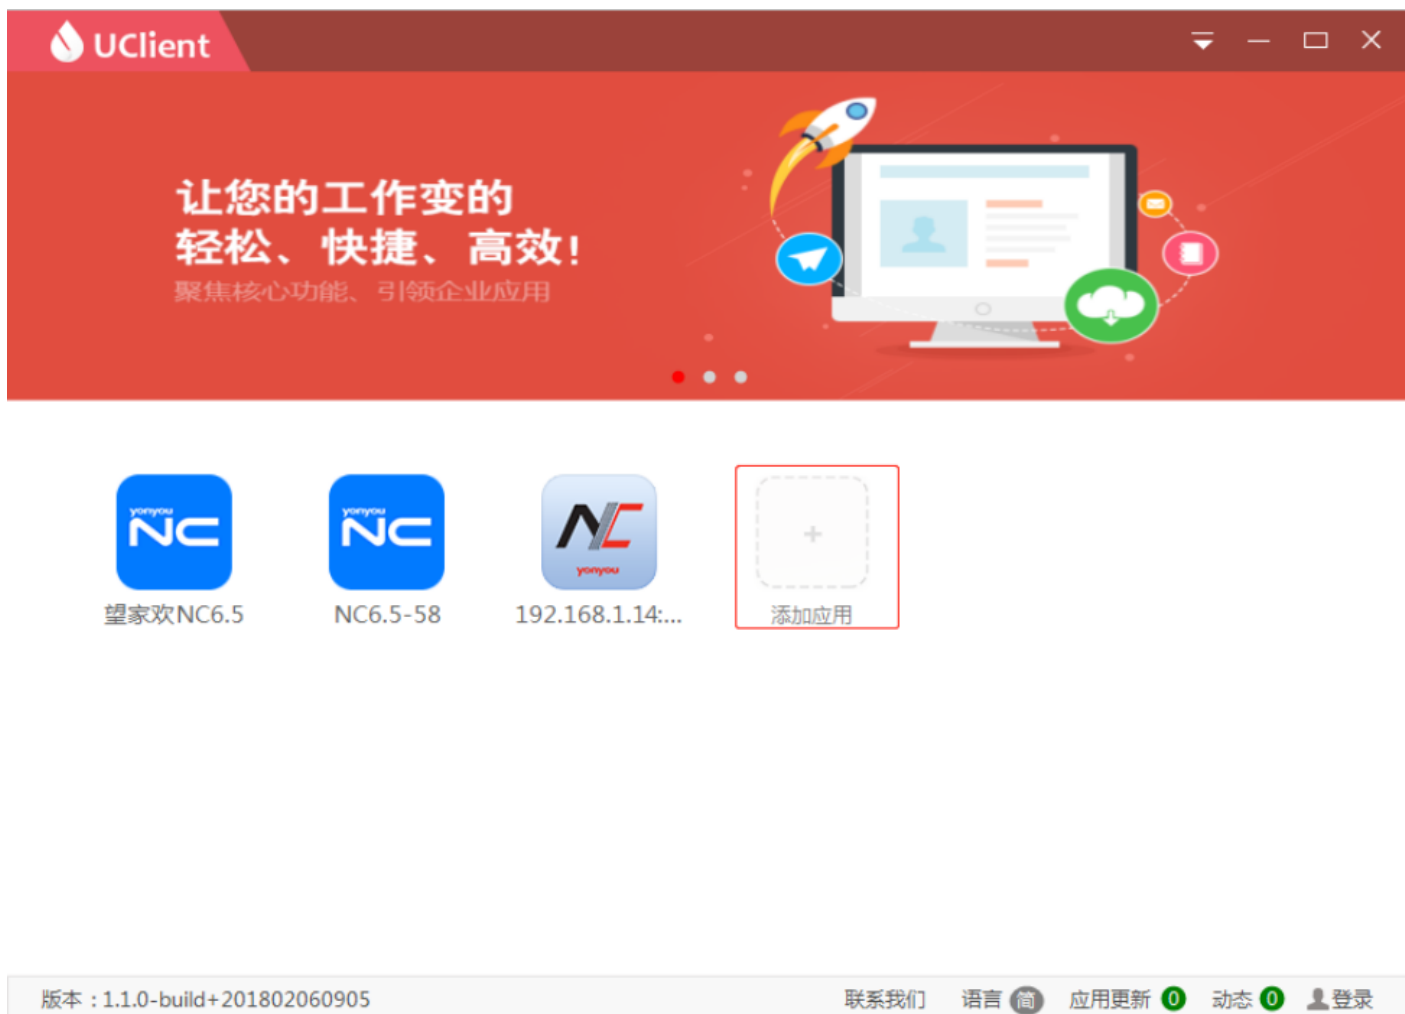 UClient
让您的工作变的
轻松、快捷、高效!
聚焦核心功能、引领企业应用
yonyou
NC
yonyou
NC
NC
yonyou
望家欢NC6.5
NC6.5-58
192.168.1.14:...
+
添加应用
版本：1.1.0-build+201802060905
联系我们
语言 简
应用更新 0
动态 0
登录